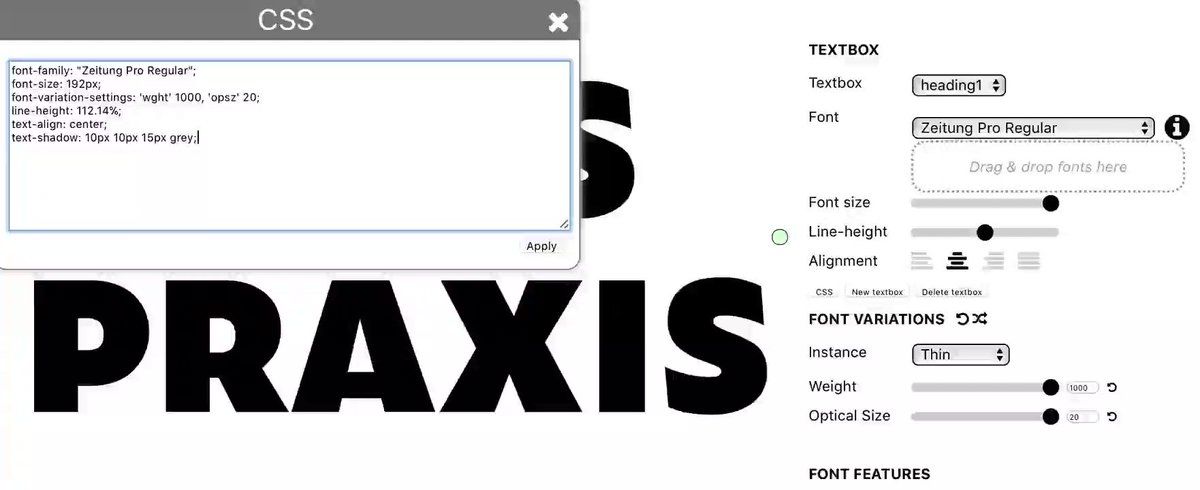 CSS
font-family: "Zeitung Pro Regular";
font-size: 192px;
font-variation-settings: 'wght' 1000, 'opsz' 20;
line-height: 112.14%;
text-align: center;
text-shadow: 10px 10px 15px grey;
Apply
S
PRAXIS
TEXTBOX
Textbox heading1
Font Zeitung Pro Regular
Drag & drop fonts here
Font size
Line-height
Alignment
CSS New textbox Delete textbox
FONT VARIATIONS
Instance Thin
Weight 1000
Optical Size 20
FONT FEATURES